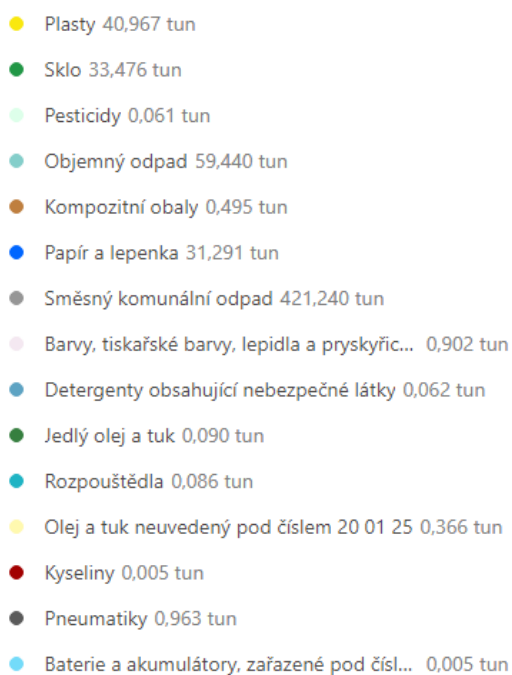 Plasty 40,967 tun
Sklo 33,476 tun
Pesticidy 0,061 tun
Objemný odpad 59,440 tun
Kompozitní obaly 0,495 tun
Papír a lepenka 31,291 tun
Směsný komunální odpad 421,240 tun
Barvy, tiskařské barvy, lepidla a pryskyřic... 0,902 tun
Detergenty obsahující nebezpečné látky 0,062 tun
Jedlý olej a tuk 0,090 tun
Rozpouštědla 0,086 tun
Olej a tuk neuvedený pod číslem 20 01 25 0,366 tun
Kyseliny 0,005 tun
Pneumatiky 0,963 tun
Baterie a akumulátory, zařazené pod čísl... 0,005 tun